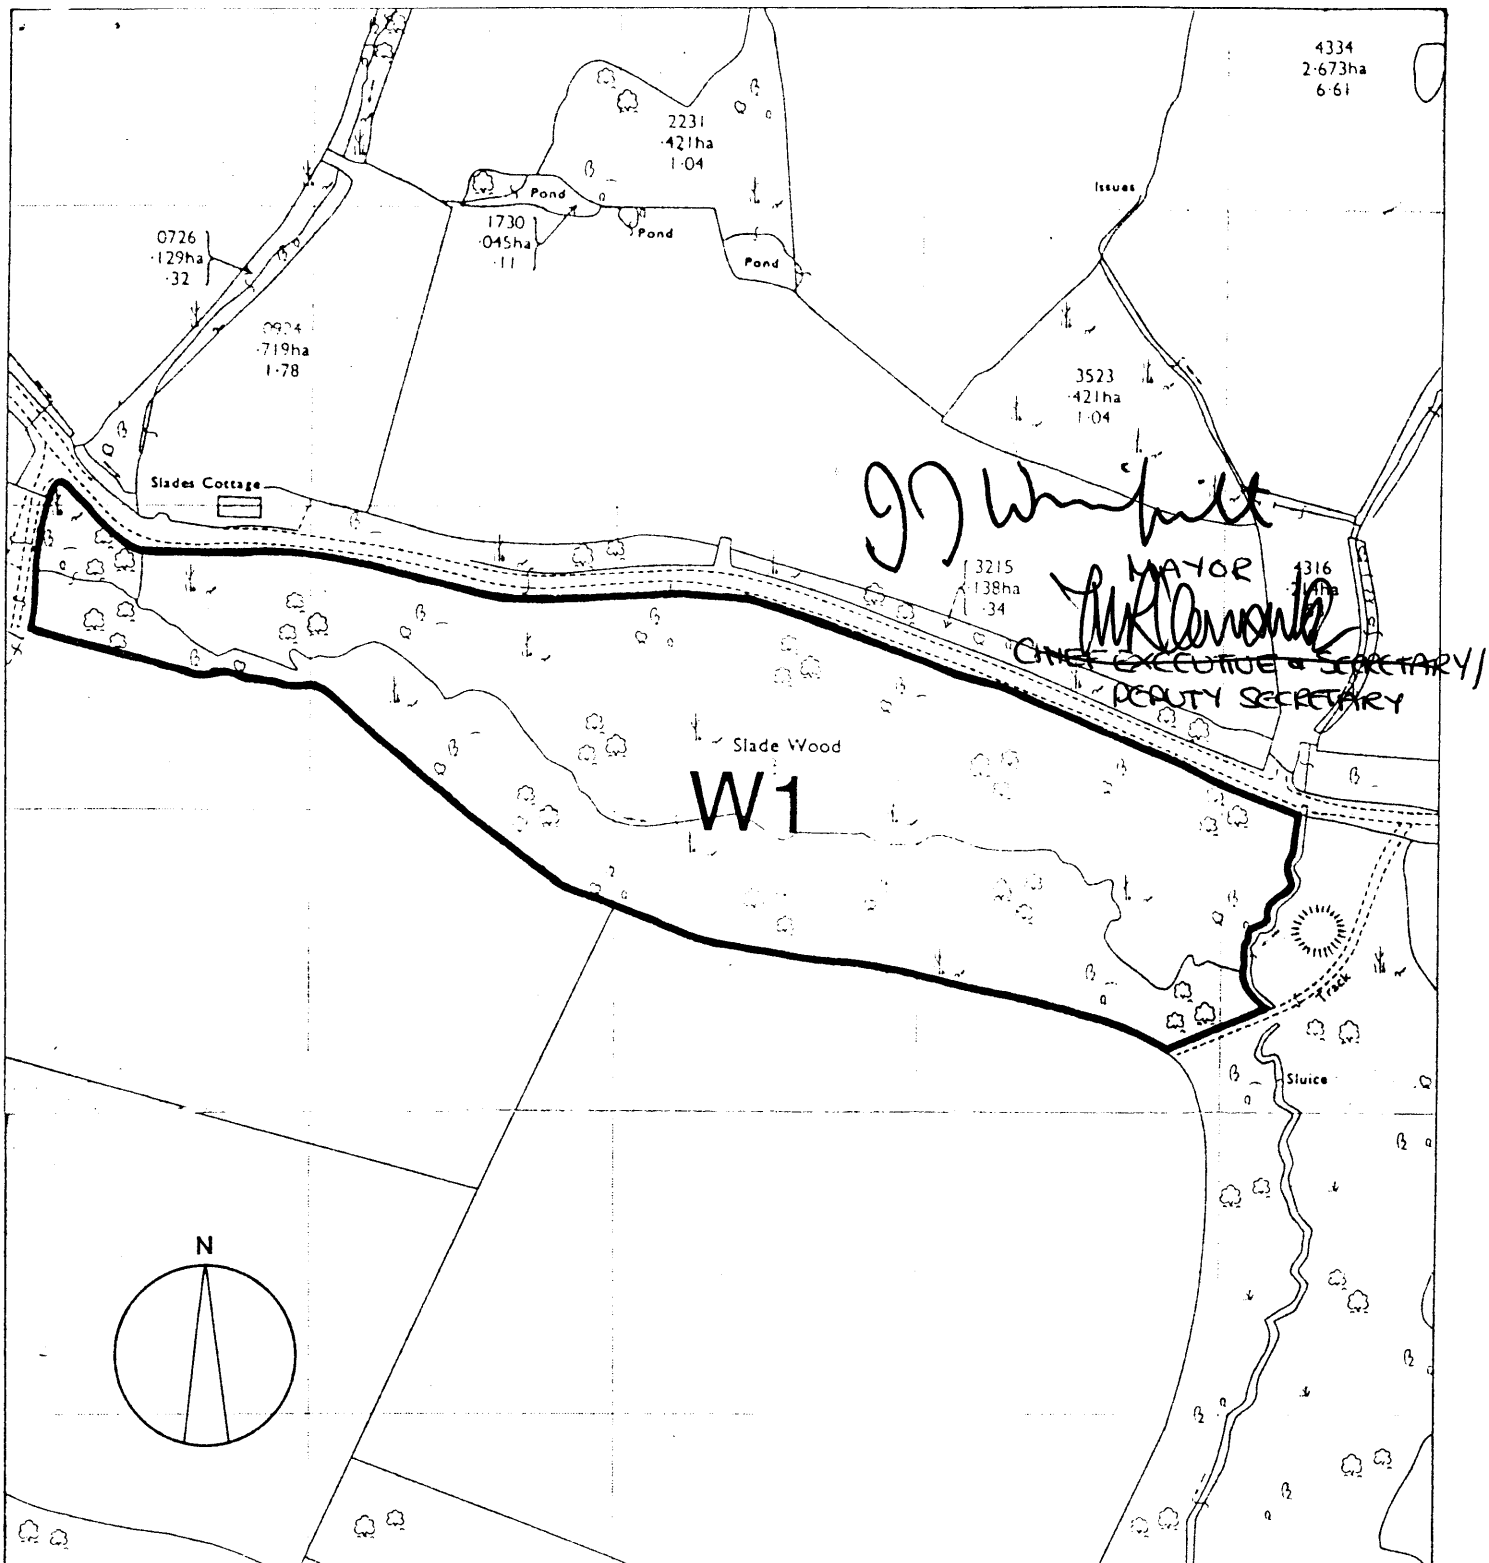 4334
2·673ha
6·61
2231
·421ha
1·04
Issues
Pond
1730
·045ha
·11
Pond
Pond
0726
·129ha
·32
0924
·719ha
1·78
3523
·421ha
1·04
Slades Cottage
MAYOR
3215
·138ha
·34
4316
CHIEF EXECUTIVE & SECRETARY/
DEPUTY SECRETARY
Slade Wood
W1
Track
Sluice
N